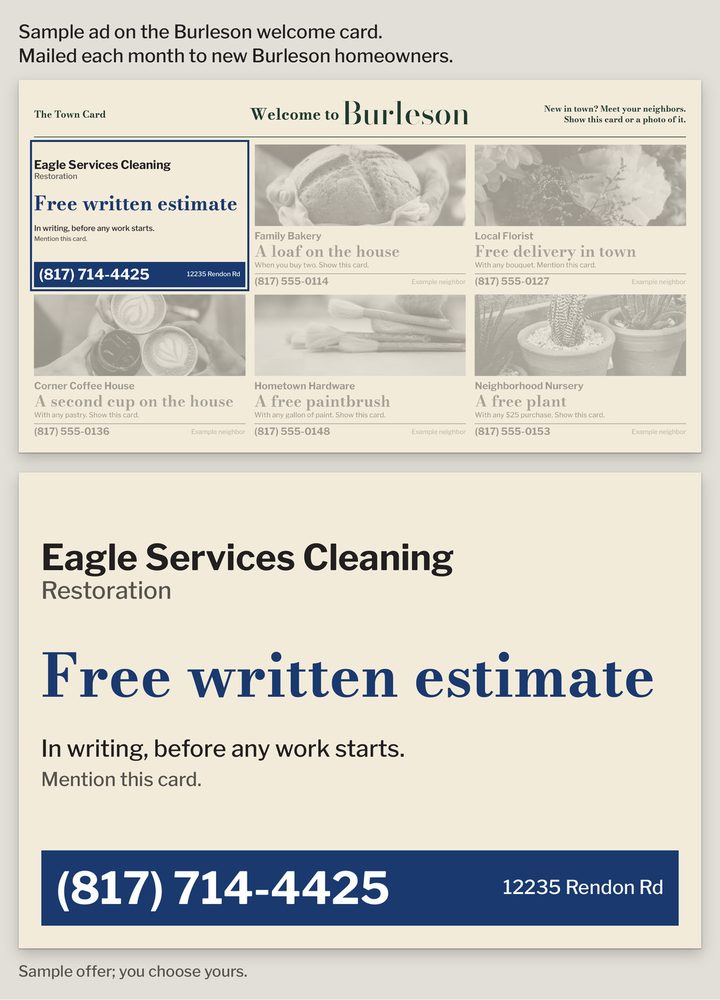 Sample ad on the Burleson welcome card.
Mailed each month to new Burleson homeowners.
The Town Card
Welcome to Burleson
New in town? Meet your neighbors.
Show this card or a photo of it.
Eagle Services Cleaning
Restoration
Free written estimate
In writing, before any work starts.
Mention this card.
(817) 714-4425
12235 Rendon Rd
Family Bakery
A loaf on the house
When you buy two. Show this card.
(817) 555-0114
Example neighbor
Local Florist
Free delivery in town
With any bouquet. Mention this card.
(817) 555-0127
Example neighbor
Corner Coffee House
A second cup on the house
With any pastry. Show this card.
(817) 555-0136
Example neighbor
Hometown Hardware
A free paintbrush
With any gallon of paint. Show this card.
(817) 555-0148
Example neighbor
Neighborhood Nursery
A free plant
With any $25 purchase. Show this card.
(817) 555-0153
Example neighbor
Eagle Services Cleaning
Restoration
Free written estimate
In writing, before any work starts.
Mention this card.
(817) 714-4425
12235 Rendon Rd
Sample offer; you choose yours.